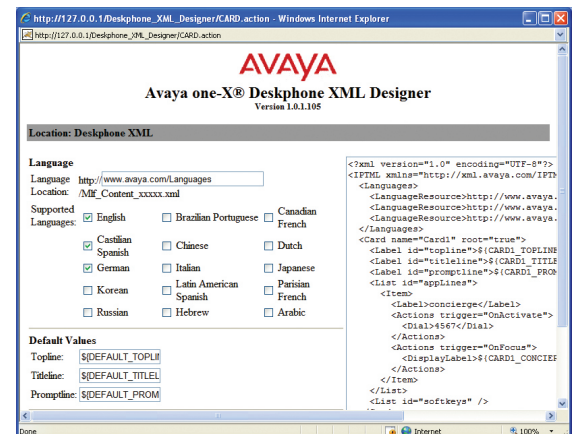 http://127.0.0.1/Deskphone_XML_Designer/CARD.action - Windows Internet Explorer
http://127.0.0.1/Deskphone_XML_Designer/CARD.action
AVAYA
Avaya one-X® Deskphone XML Designer
Version 1.0.1.105
Location: Deskphone XML
Language
Language Location: http:// www.avaya.com/Languages
/Mlf_Content_xxxxx.xml
Supported Languages:
English Brazilian Portuguese Canadian French
Castilian Spanish Chinese Dutch
German Italian Japanese
Korean Latin American Spanish Parisian French
Russian Hebrew Arabic
Default Values
Topline: ${DEFAULT_TOPLI
Titleline: ${DEFAULT_TITLEL
Promptline: ${DEFAULT_PROM
<?xml version="1.0" encoding="UTF-8"?>
<IPTML xmlns="http://xml.avaya.com/IPTM
<Languages>
<LanguageResource>http://www.avaya.
<LanguageResource>http://www.avaya.
<LanguageResource>http://www.avaya.
</Languages>
<Card name="Card1" root="true">
<Label id="topline">${CARD1_TOPLINE
<Label id="titleline">${CARD1_TITLE
<Label id="promptline">${CARD1_PROM
<List id="appLines">
<Item>
<Label>concierge</Label>
<Actions trigger="OnActivate">
<Dial>4567</Dial>
</Actions>
<Actions trigger="OnFocus">
<DisplayLabel>${CARD1_CONCIER
</Actions>
</Item>
</List>
<List id="softkeys" />
Done Internet 100%